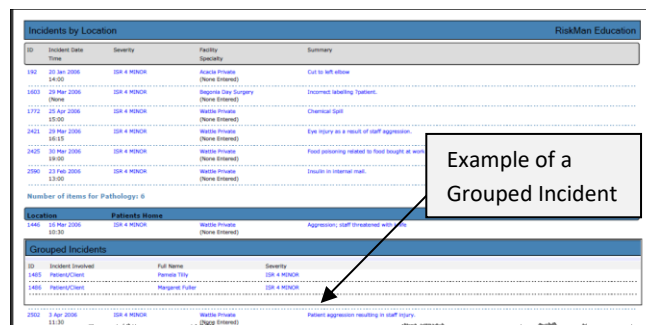 Incidents by Location RiskMan Education
ID Incident Date Severity Facility Summary
Time Specialty
192 20 Jan 2006 ISR 4 MINOR Acacia Private Cut to left elbow
14:00 (None Entered)
1603 29 Mar 2006 ISR 4 MINOR Begonia Day Surgery Incorrect labelling ?patient.
(None (None Entered)
1772 25 Apr 2006 ISR 4 MINOR Wattle Private Chemical Spill
15:00 (None Entered)
2421 29 Mar 2006 ISR 4 MINOR Wattle Private Eye injury as a result of staff aggression.
16:15 (None Entered)
2425 30 Mar 2006 ISR 4 MINOR Wattle Private Food poisoning related to food bought at work
19:00 (None Entered)
2590 23 Feb 2006 ISR 4 MINOR Wattle Private Insulin in internal mail.
13:00 (None Entered)
Example of a
Grouped Incident
Number of items for Pathology: 6
Location Patients Home
1446 16 Mar 2006 ISR 4 MINOR Wattle Private Aggression; staff threatened with knife
10:30 (None Entered)
Grouped Incidents
ID Incident Involved Full Name Severity
1485 Patient/Client Pamela Tilly ISR 4 MINOR
1486 Patient/Client Margaret Fuller ISR 4 MINOR
2502 3 Apr 2006 ISR 4 MINOR Wattle Private Patient aggression resulting in staff injury.
11:30 (None Entered)